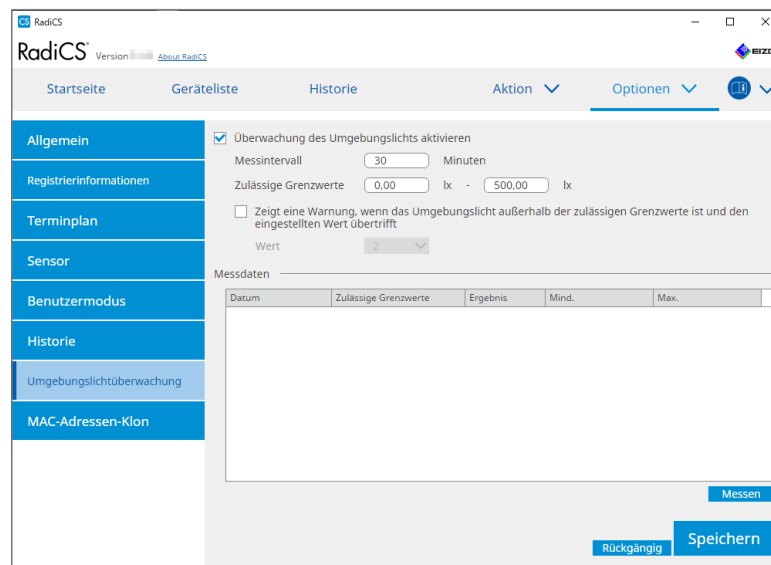 CS RadiCS
RadiCS Version About RadiCS
Startseite Geräteliste Historie Aktion Optionen
Allgemein
Registrierinformationen
Terminplan
Sensor
Benutzermodus
Historie
Umgebungslichtüberwachung
MAC-Adressen-Klon
Überwachung des Umgebungslichts aktivieren
Messintervall 30 Minuten
Zulässige Grenzwerte 0,00 lx - 500,00 lx
Zeigt eine Warnung, wenn das Umgebungslicht außerhalb der zulässigen Grenzwerte ist und den
eingestellten Wert übertrifft
Wert 2
Messdaten
Datum Zulässige Grenzwerte Ergebnis Mind. Max.
Messen
Rückgängig Speichern